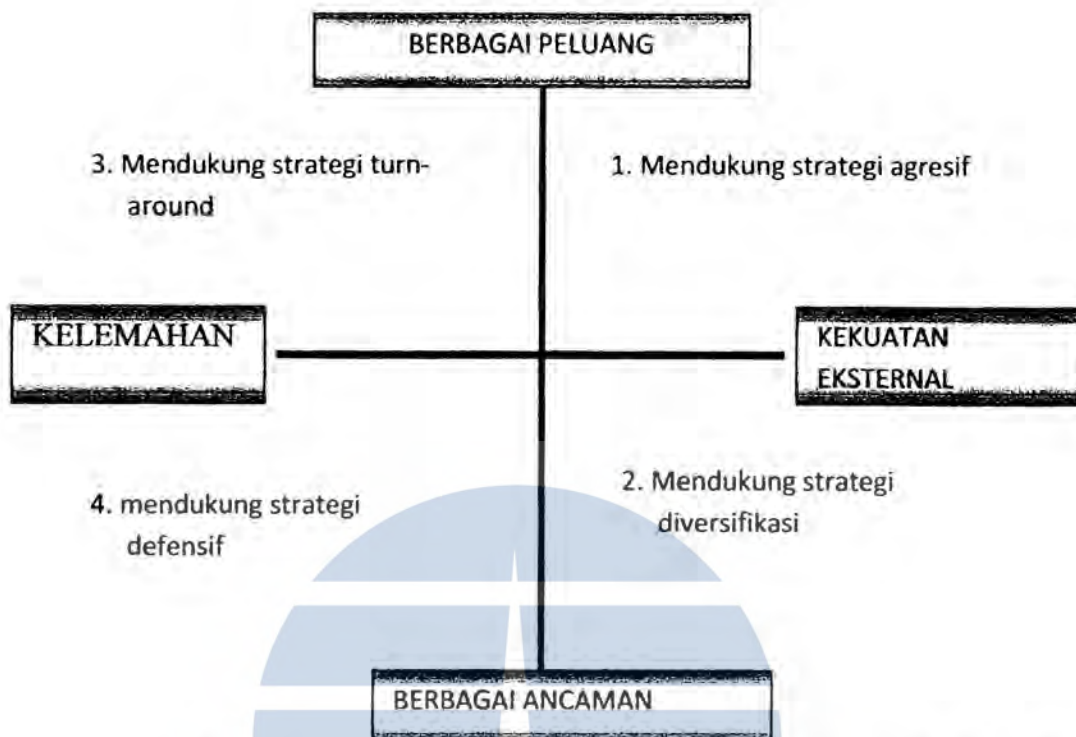 BERBAGAI PELUANG
3. Mendukung strategi turn-
around
1. Mendukung strategi agresif
KELEMAHAN
KEKUATAN
EKSTERNAL
4. mendukung strategi
defensif
2. Mendukung strategi
diversifikasi
BERBAGAI ANCAMAN